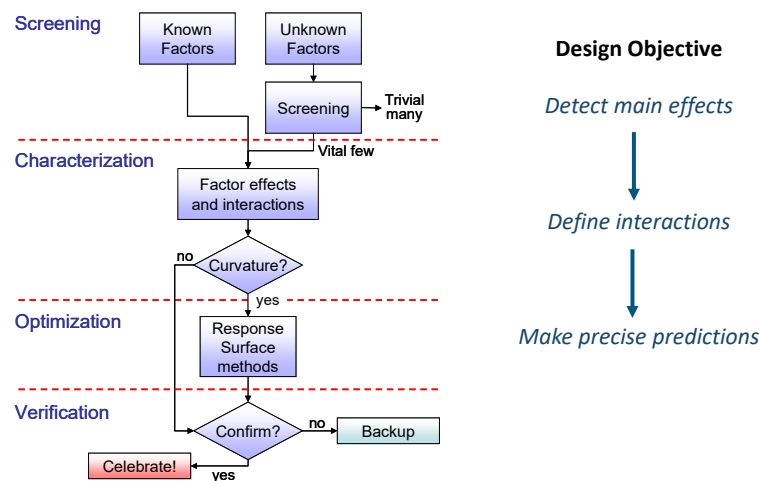 Screening
Known
Factors
Unknown
Factors
Screening
Trivial
many
Vital few
Characterization
Factor effects
and interactions
no
Curvature?
yes
Optimization
Response
Surface
methods
Verification
Confirm?
no
Backup
Celebrate!
yes
Design Objective
Detect main effects
Define interactions
Make precise predictions